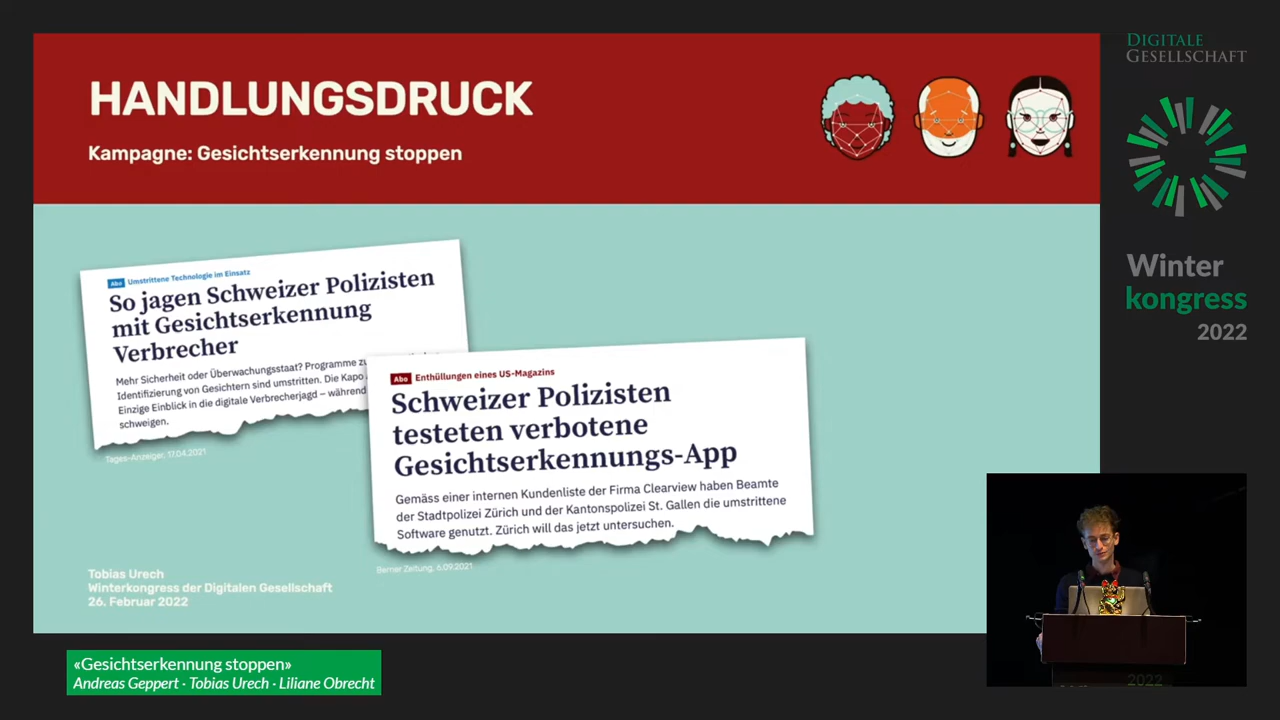 HANDLUNGSDRUCK
Kampagne: Gesichtserkennung stoppen
Abo Umstrittene Technologie im Einsatz
So jagen Schweizer Polizisten
mit Gesichtserkennung
Verbrecher
Mehr Sicherheit oder Überwachungsstaat? Programme
Identifizierung von Gesichtern sind umstritten. Die Kapo
Einzige Einblick in die digitale Verbrecherjagd – während
schweigen.
Tages-Anzeiger, 17.04.2021
Abo Enthüllungen eines US-Magazins
Schweizer Polizisten
testeten verbotene
Gesichtserkennungs-App
Gemäss einer internen Kundenliste der Firma Clearview haben Beamte
der Stadtpolizei Zürich und der Kantonspolizei St. Gallen die umstrittene
Software genutzt. Zürich will das jetzt untersuchen.
Berner Zeitung, 6.09.2021
Tobias Urech
Winterkongress der Digitalen Gesellschaft
26. Februar 2022
DIGITALE
GESELLSCHAFT
Winter
kongress
2022
2022
«Gesichtserkennung stoppen»
Andreas Geppert · Tobias Urech · Liliane Obrecht